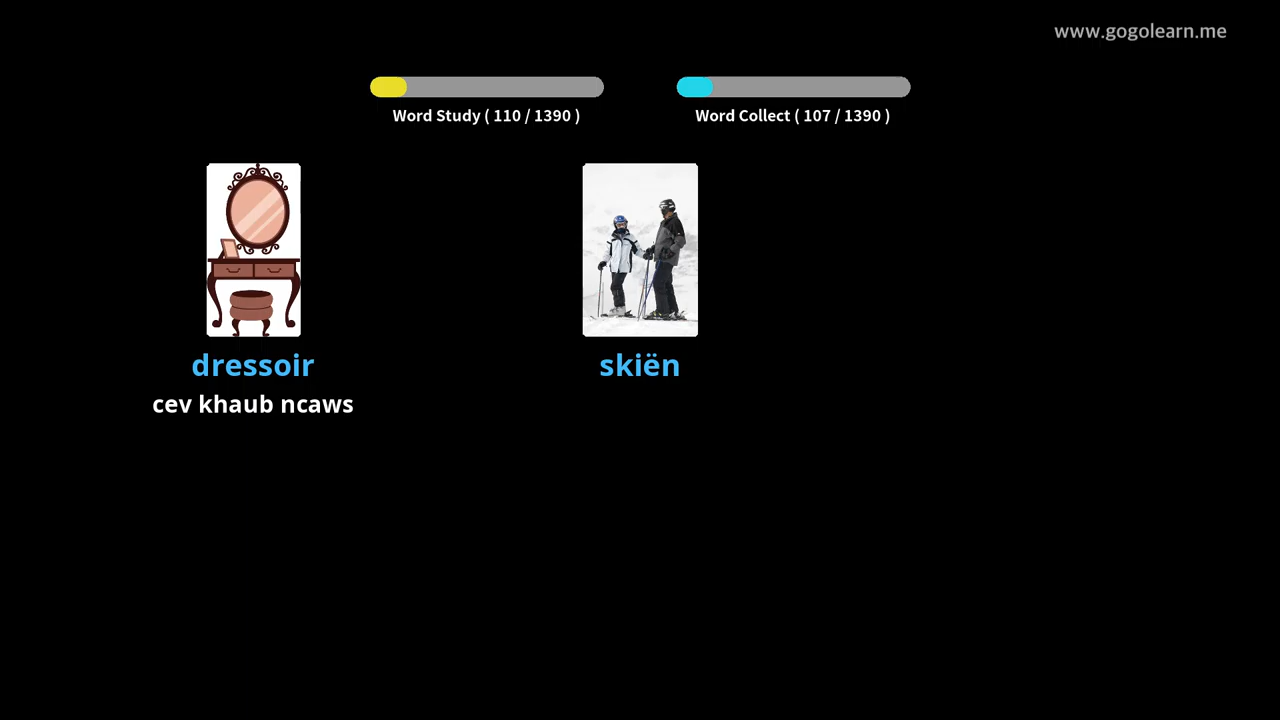 www.gogolearn.me
Word Study ( 110 / 1390 )
Word Collect ( 107 / 1390 )
dressoir
skiën
cev khaub ncaws